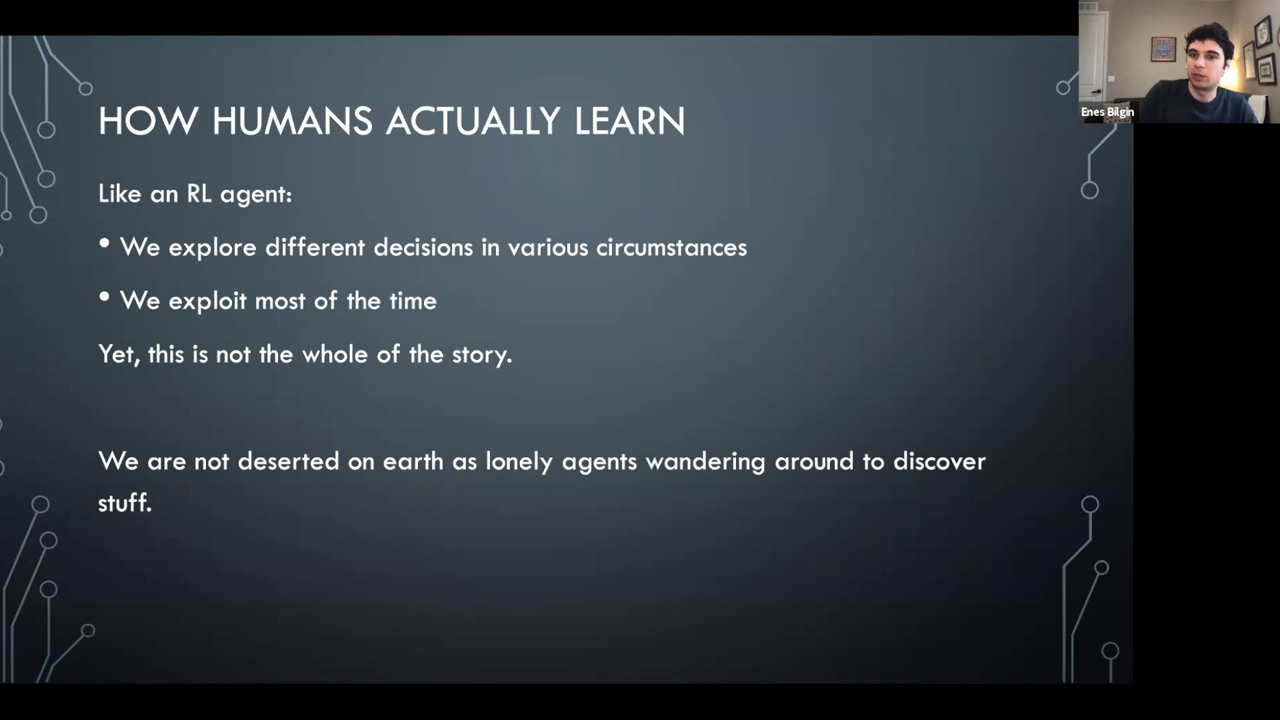 HOW HUMANS ACTUALLY LEARN
Like an RL agent:
• We explore different decisions in various circumstances
• We exploit most of the time
Yet, this is not the whole of the story.
We are not deserted on earth as lonely agents wandering around to discover
stuff.
Enes Bilgin